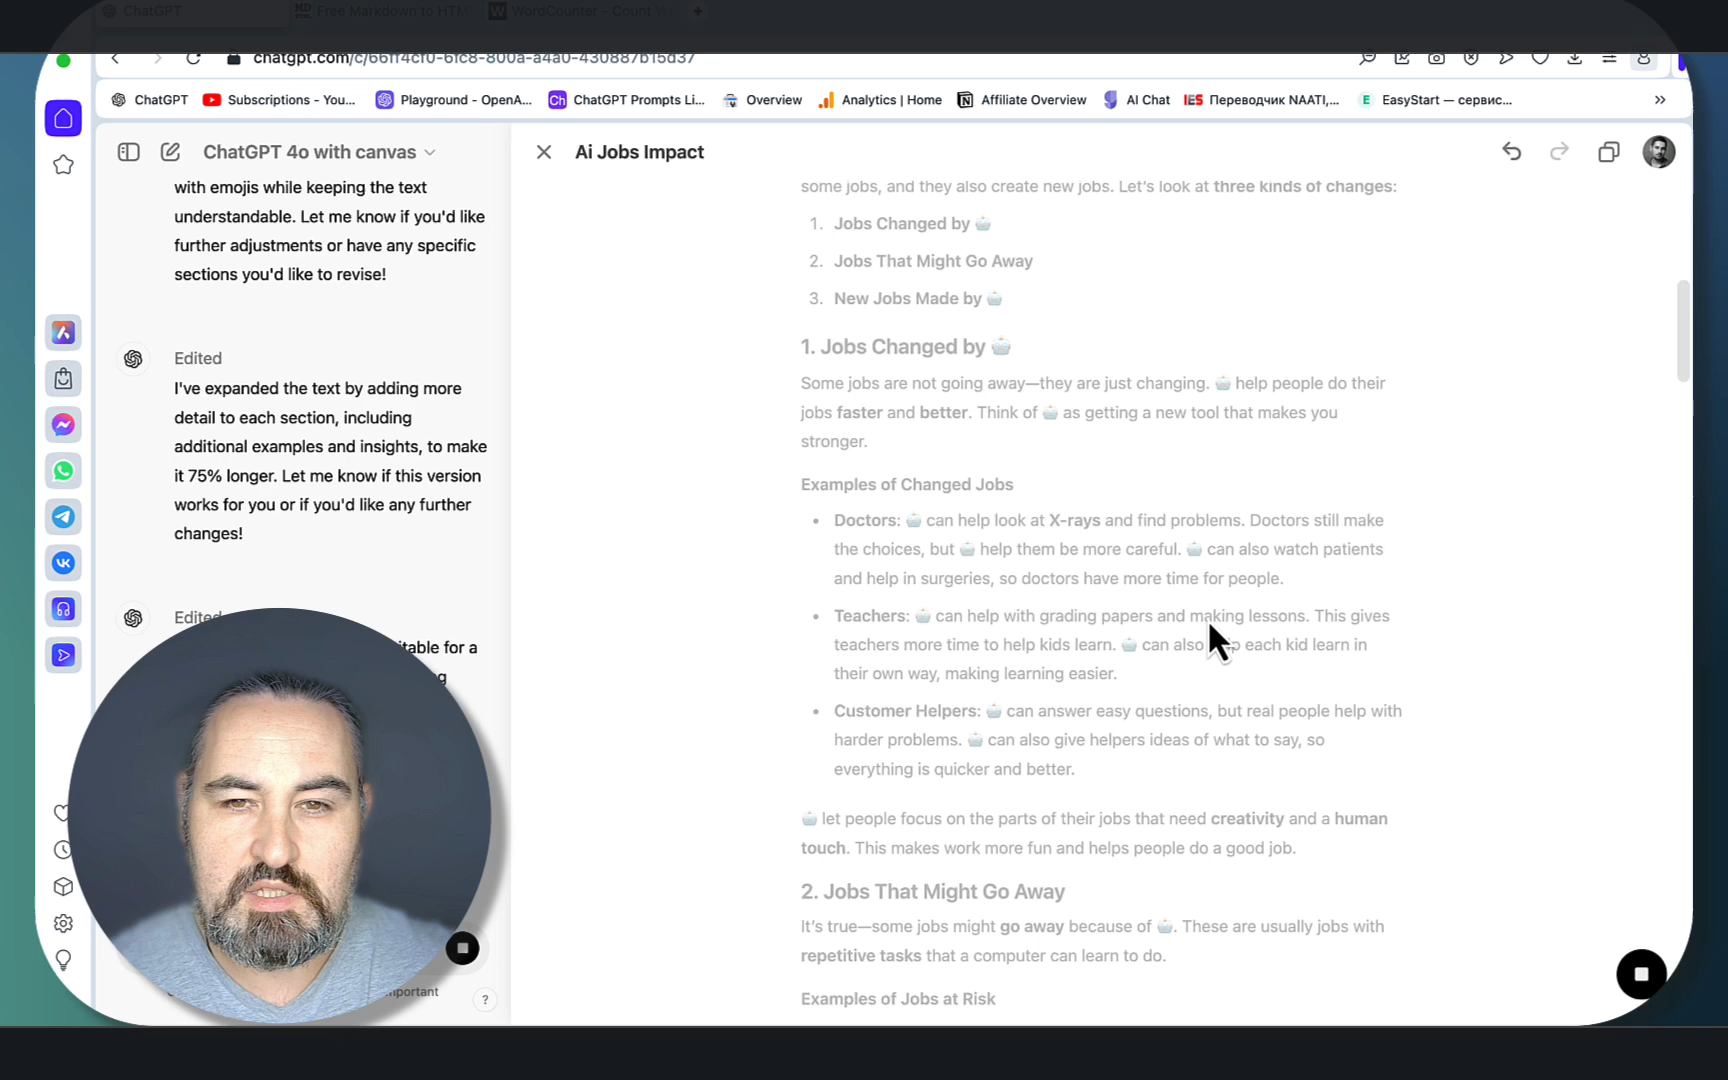 ChatGPT
Free Markdown to HTM
WordCounter - Count W
chatgpt.com/c/66ff4cf0-6fc8-800a-a4a0-430887b15d37
ChatGPT
Subscriptions - You...
Playground - OpenA...
ChatGPT Prompts Li...
Overview
Analytics | Home
Affiliate Overview
AI Chat
Переводчик NAATI,...
EasyStart — сервис...
ChatGPT 4o with canvas
with emojis while keeping the text
understandable. Let me know if you'd like
further adjustments or have any specific
sections you'd like to revise!
Edited
I've expanded the text by adding more
detail to each section, including
additional examples and insights, to make
it 75% longer. Let me know if this version
works for you or if you'd like any further
changes!
Edited
for a
?
Ai Jobs Impact
some jobs, and they also create new jobs. Let's look at three kinds of changes:
1. Jobs Changed by 🤖
2. Jobs That Might Go Away
3. New Jobs Made by 🤖
1. Jobs Changed by 🤖
Some jobs are not going away—they are just changing. 🤖 help people do their
jobs faster and better. Think of 🤖 as getting a new tool that makes you
stronger.
Examples of Changed Jobs
• Doctors: 🤖 can help look at X-rays and find problems. Doctors still make
the choices, but 🤖 help them be more careful. 🤖 can also watch patients
and help in surgeries, so doctors have more time for people.
• Teachers: 🤖 can help with grading papers and making lessons. This gives
teachers more time to help kids learn. 🤖 can also each kid learn in
their own way, making learning easier.
• Customer Helpers: 🤖 can answer easy questions, but real people help with
harder problems. 🤖 can also give helpers ideas of what to say, so
everything is quicker and better.
🤖 let people focus on the parts of their jobs that need creativity and a human
touch. This makes work more fun and helps people do a good job.
2. Jobs That Might Go Away
It's true—some jobs might go away because of 🤖. These are usually jobs with
repetitive tasks that a computer can learn to do.
Examples of Jobs at Risk